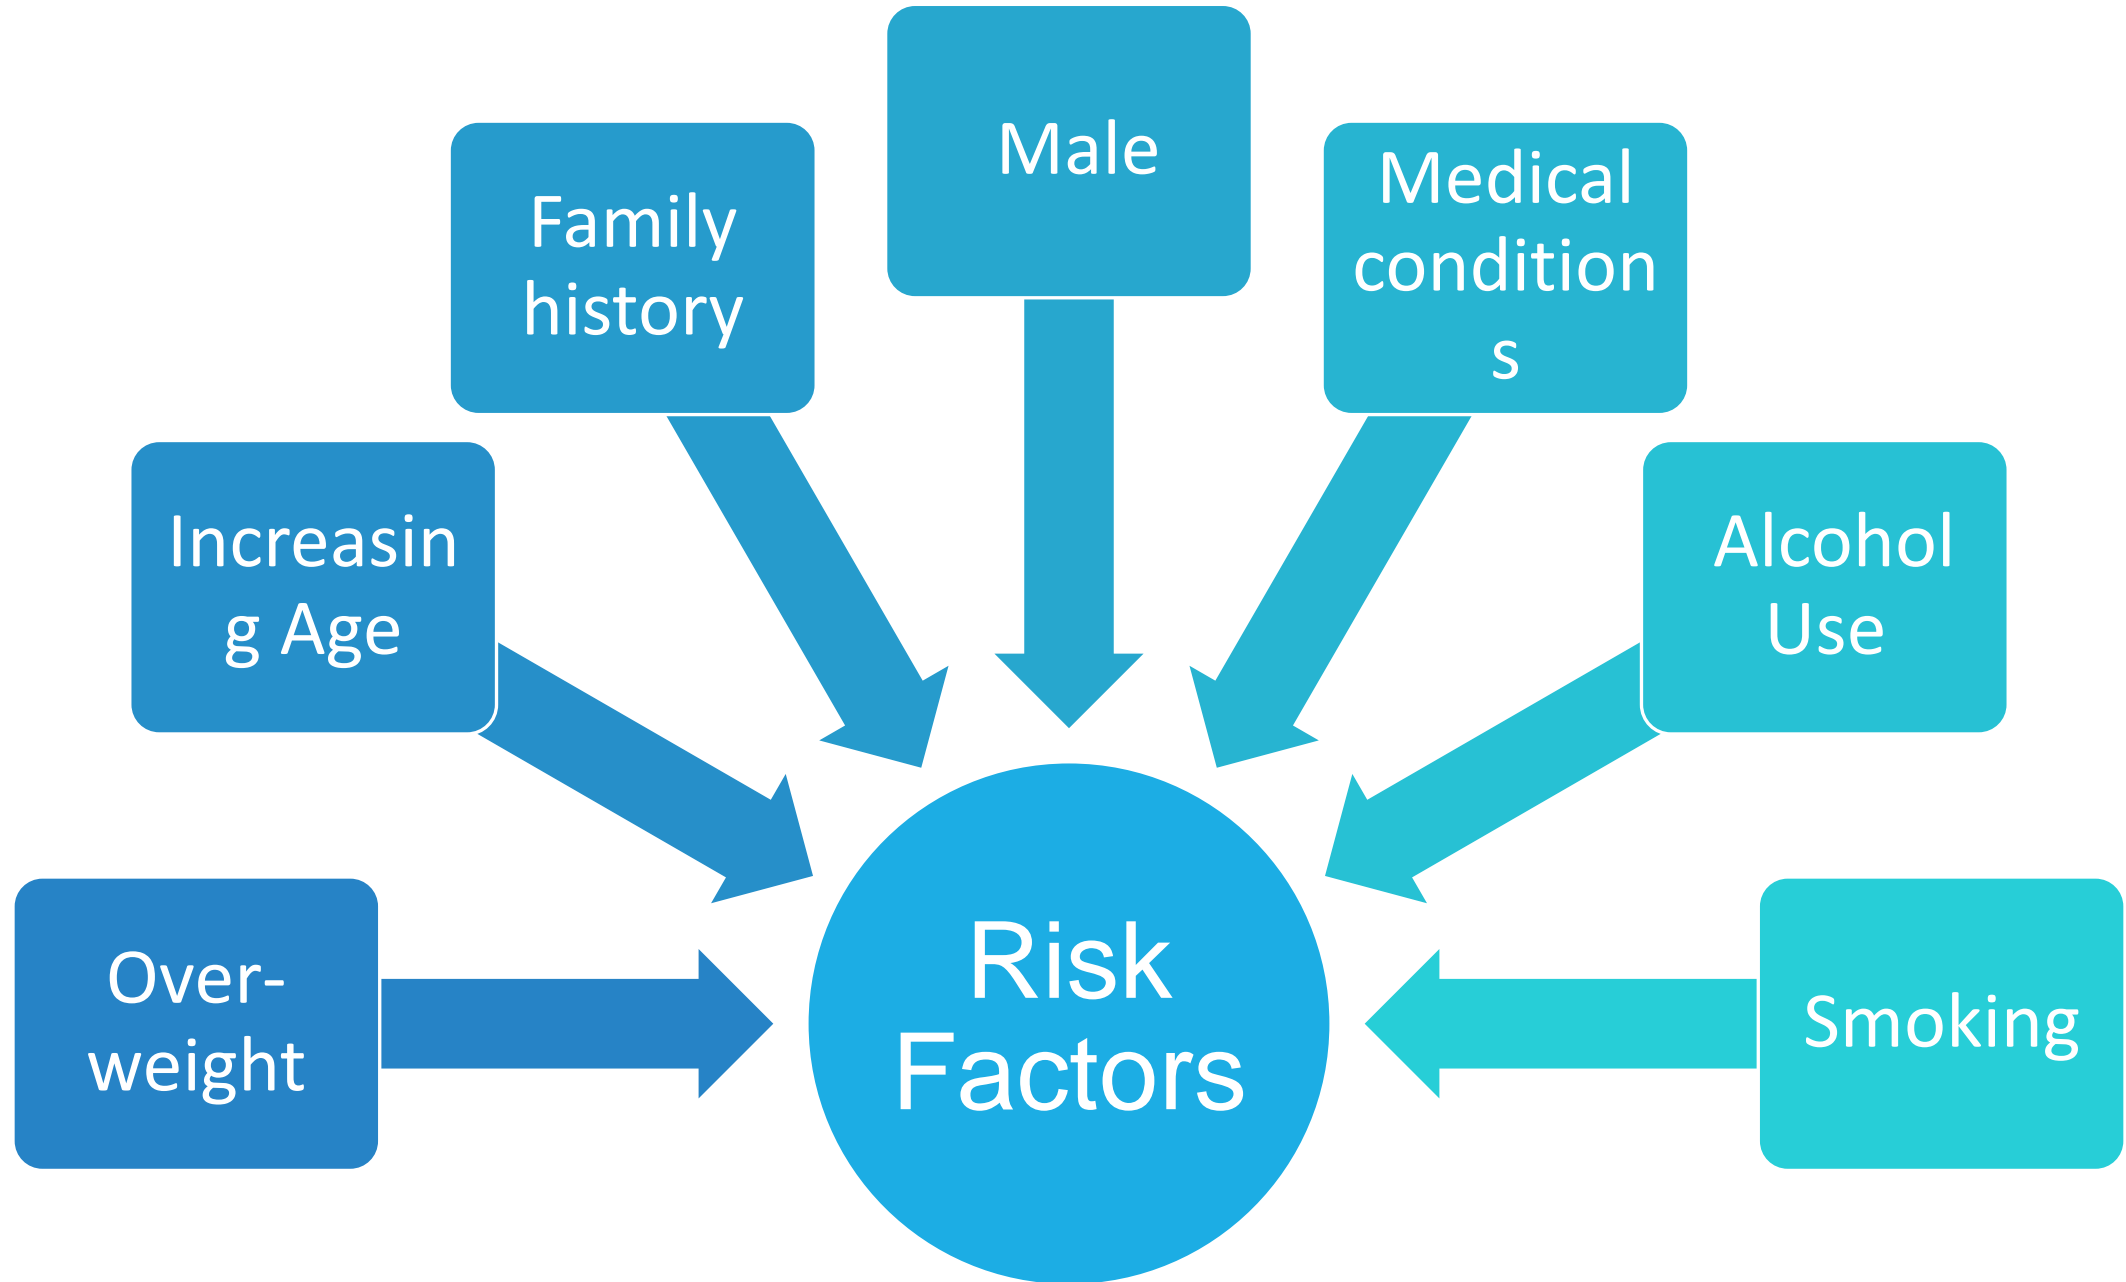 Over-
weight
Increasin
g Age
Family
history
Male
Medical
condition
s
Alcohol
Use
Smoking
Risk
Factors